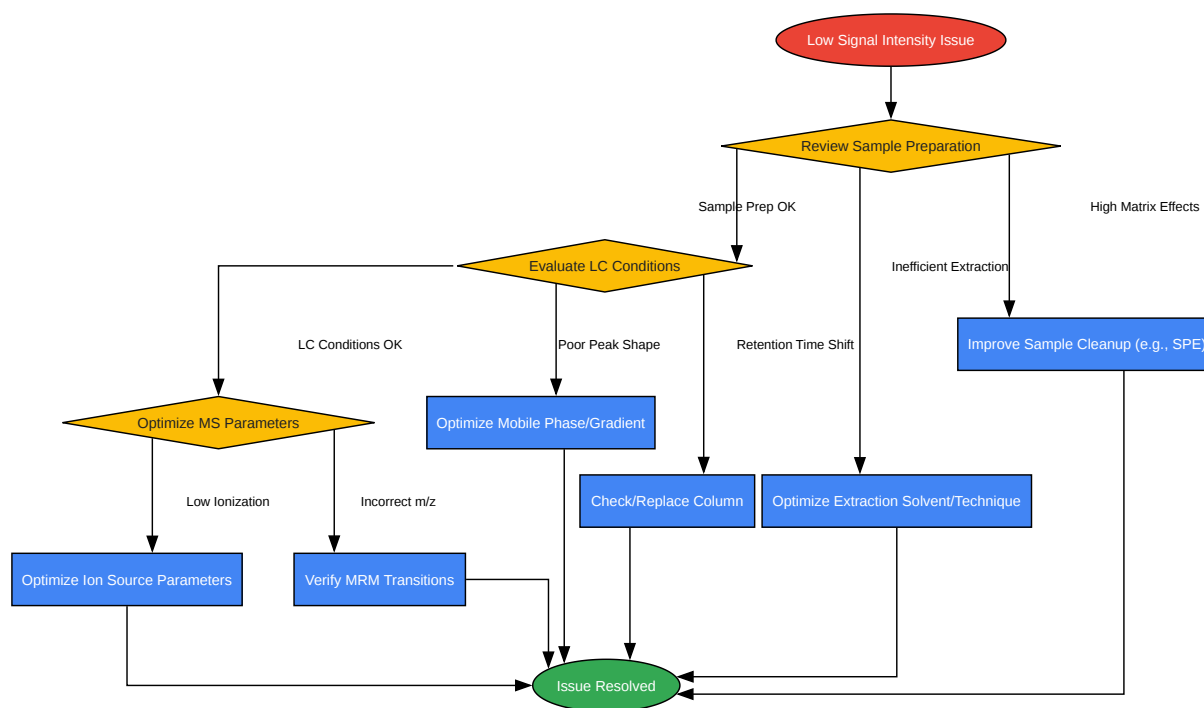 Low Signal Intensity Issue
Review Sample Preparation
Sample Prep OK
High Matrix Effects
Evaluate LC Conditions
Inefficient Extraction
LC Conditions OK
Poor Peak Shape
Retention Time Shift
Improve Sample Cleanup (e.g., SPE)
Optimize MS Parameters
Optimize Mobile Phase/Gradient
Low Ionization
Incorrect m/z
Check/Replace Column
Optimize Extraction Solvent/Technique
Optimize Ion Source Parameters
Verify MRM Transitions
Issue Resolved